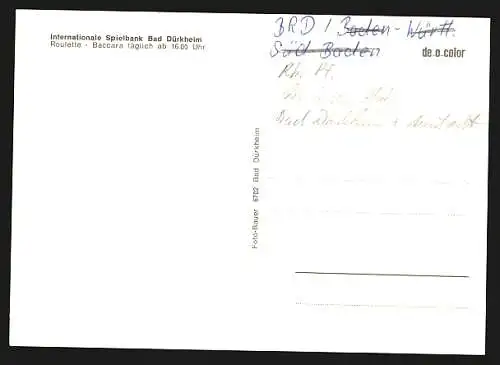 Internationale Spielbank Bad Dürkheim
Roulette - Baccara täglich ab 16.00 Uhr
BRD / Baden-Württ.
Süd Baden
de.o.color
Rh. Pf.
Bad Dürkheim
Foto-Bauer 6702 Bad Dürkheim